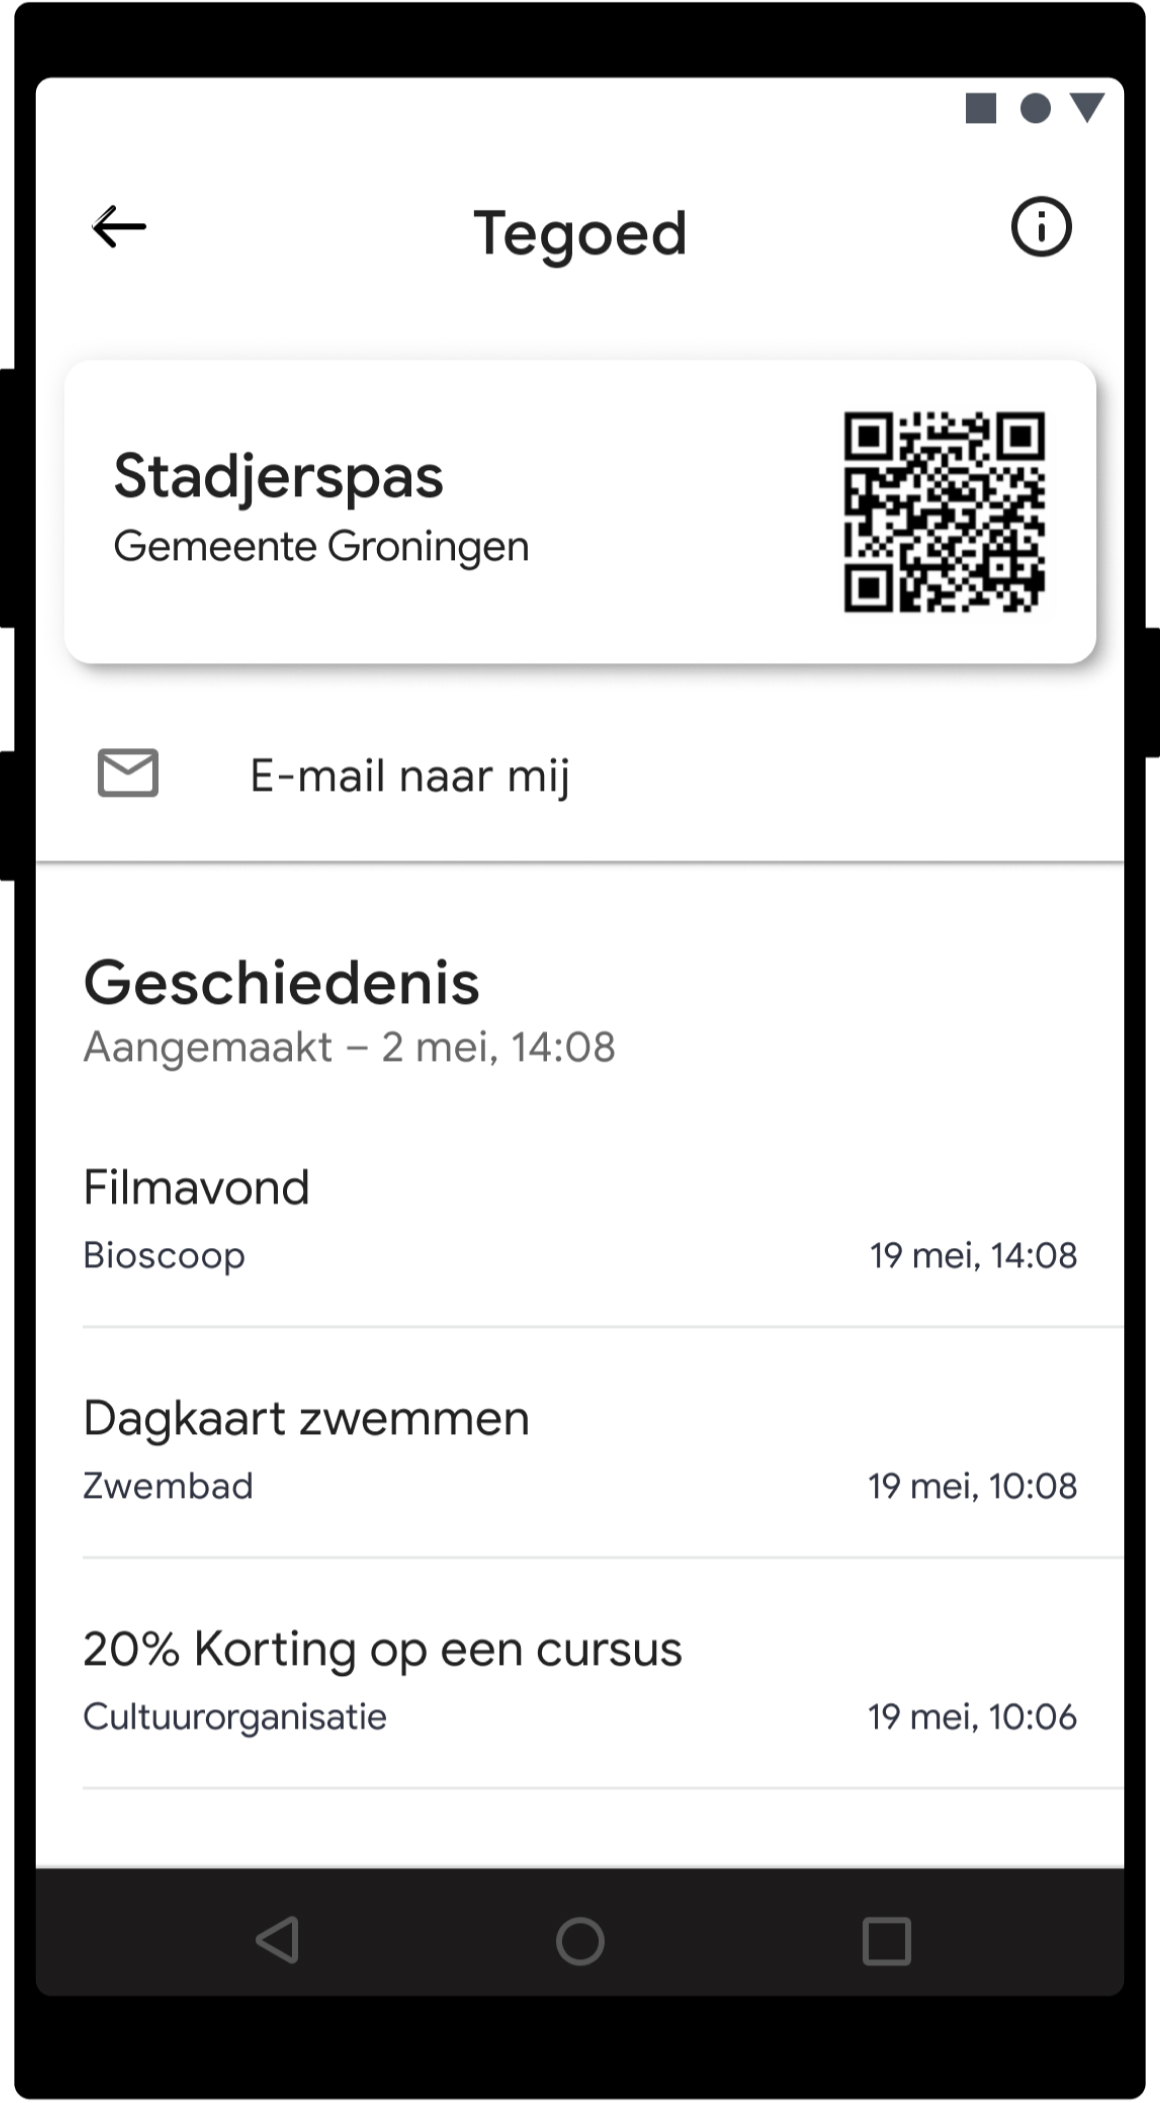 Tegoed
Stadjerspas
Gemeente Groningen
E-mail naar mij
Geschiedenis
Aangemaakt – 2 mei, 14:08
Filmavond
Bioscoop 19 mei, 14:08
Dagkaart zwemmen
Zwembad 19 mei, 10:08
20% Korting op een cursus
Cultuurorganisatie 19 mei, 10:06